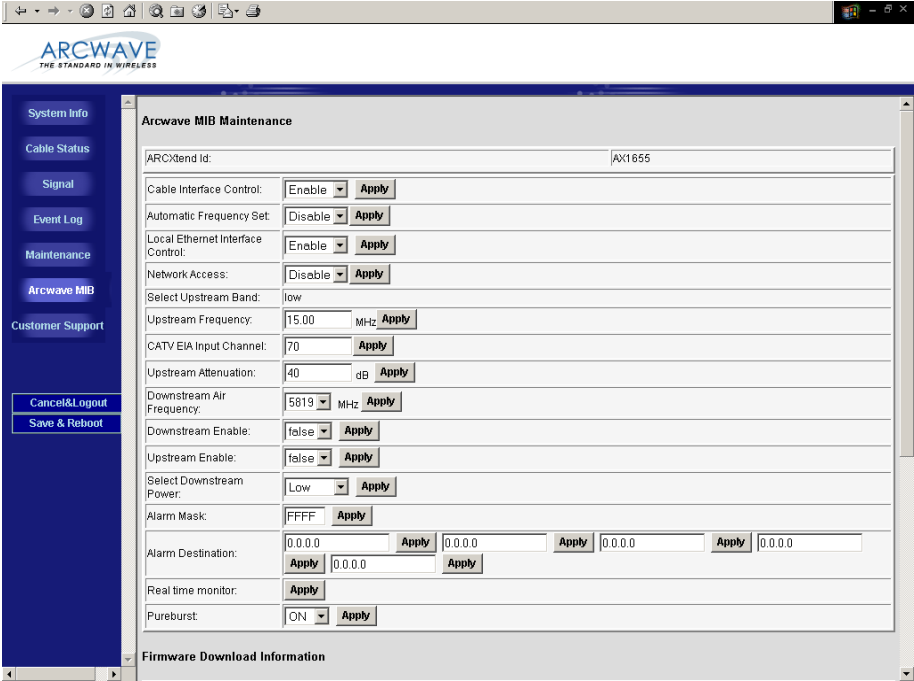 ARCWAVE
THE STANDARD IN WIRELESS
System Info
Cable Status
Signal
Event Log
Maintenance
Arcwave MIB
Customer Support
Cancel&Logout
Save & Reboot
Arcwave MIB Maintenance
ARCXtend Id: AX1655
Cable Interface Control: Enable Apply
Automatic Frequency Set: Disable Apply
Local Ethernet Interface
Control: Enable Apply
Network Access: Disable Apply
Select Upstream Band: low
Upstream Frequency: 15.00 MHz Apply
CATV EIA Input Channel: 70 Apply
Upstream Attenuation: 40 dB Apply
Downstream Air
Frequency: 5819 MHz Apply
Downstream Enable: false Apply
Upstream Enable: false Apply
Select Downstream
Power: Low Apply
Alarm Mask: FFFF Apply
Alarm Destination: 0.0.0.0 Apply 0.0.0.0 Apply 0.0.0.0 Apply 0.0.0.0
Apply 0.0.0.0 Apply
Real time monitor: Apply
Pureburst: ON Apply
Firmware Download Information